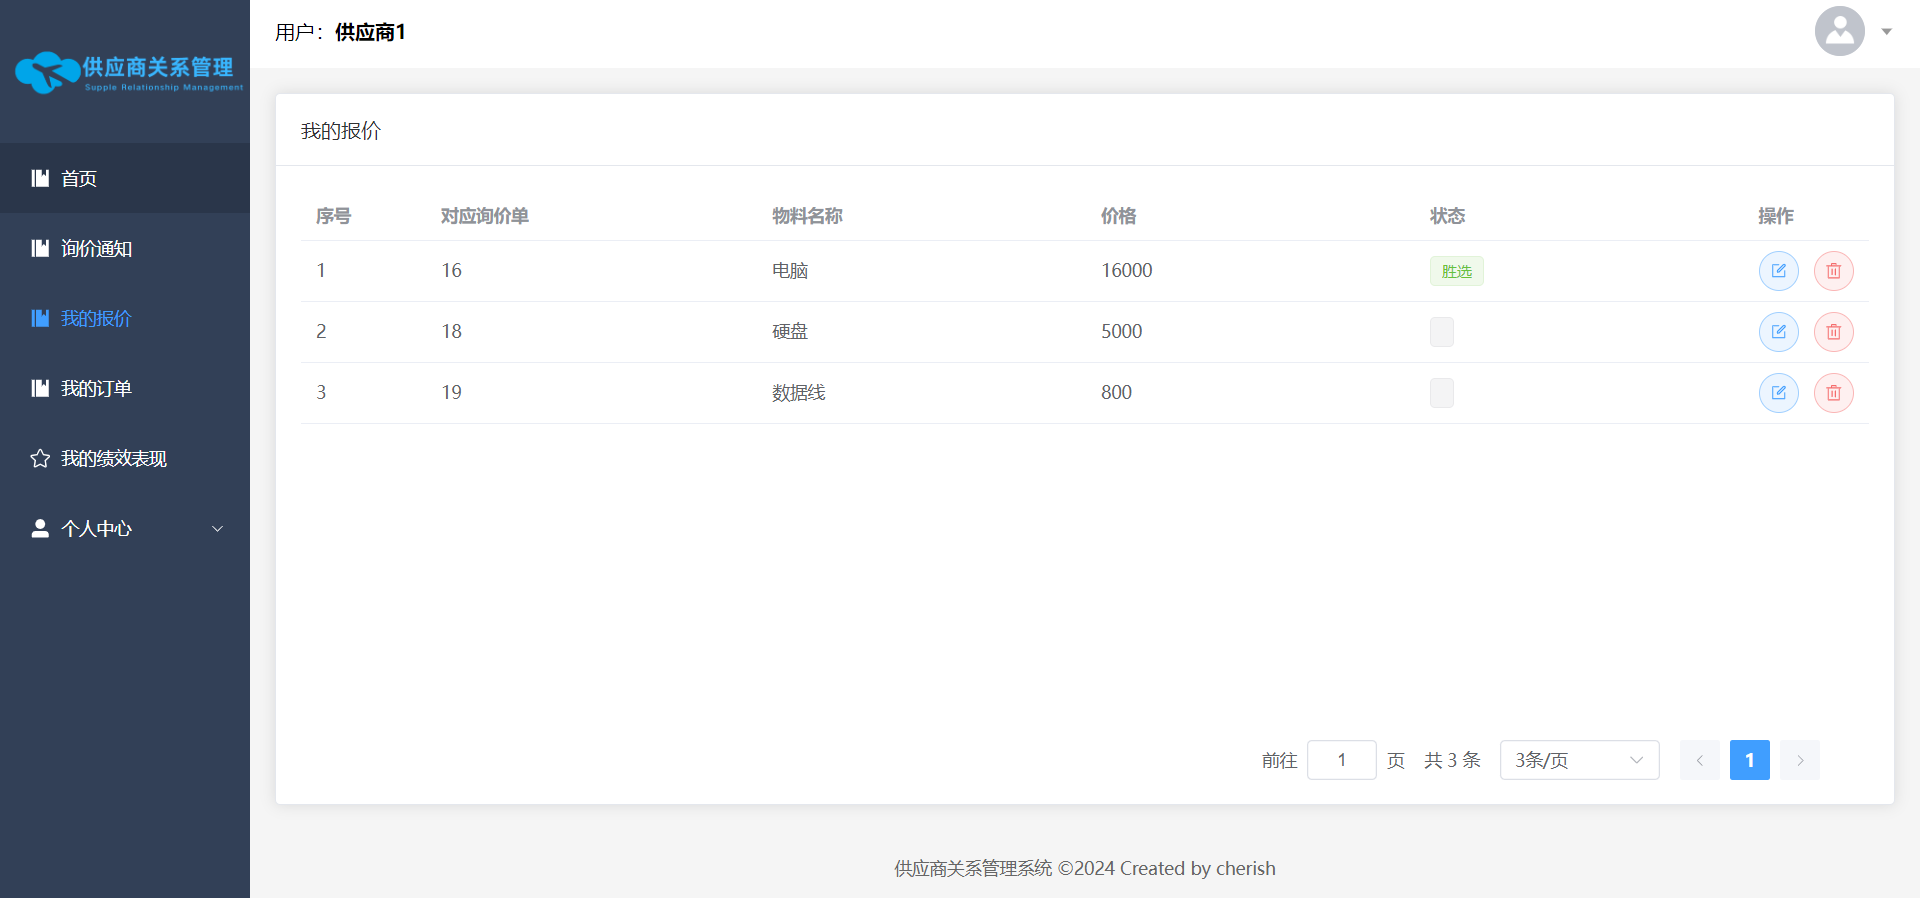 供应商关系管理
Supple Relationship Management
首页
询价通知
我的报价
我的订单
我的绩效表现
个人中心
用户：供应商1
我的报价
序号 对应询价单 物料名称 价格 状态 操作
1 16 电脑 16000 胜选
2 18 硬盘 5000
3 19 数据线 800
前往 1 页 共 3 条 3条/页 1
供应商关系管理系统 ©2024 Created by cherish